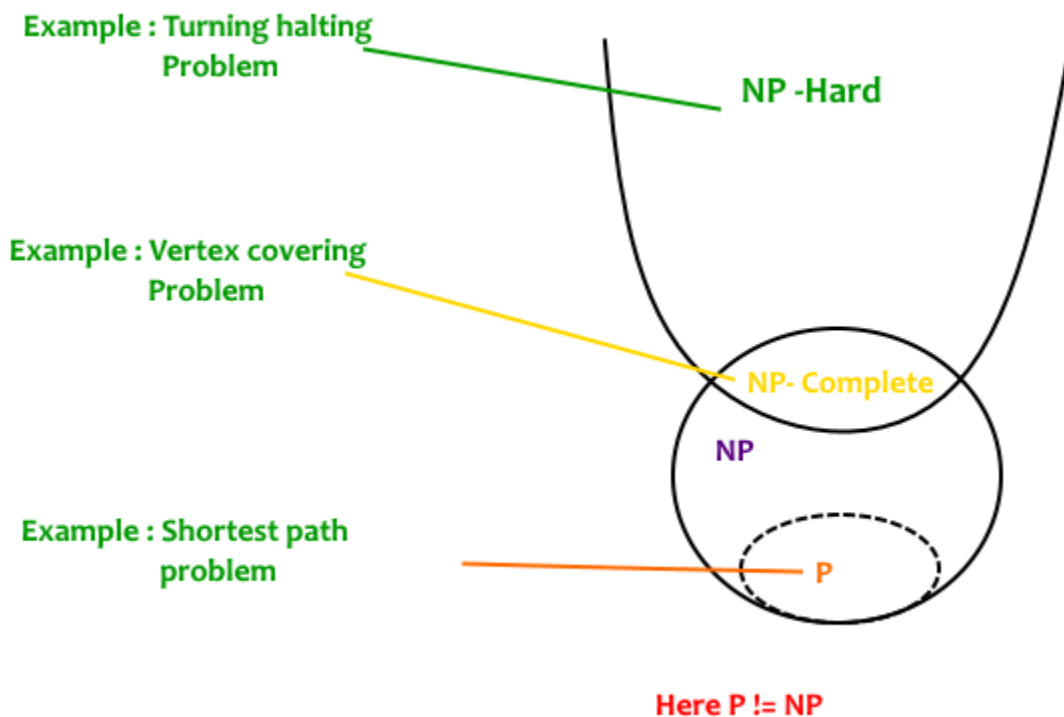 Example : Turning halting
Problem
NP -Hard
Example : Vertex covering
Problem
NP- Complete
NP
Example : Shortest path
problem
P
Here P != NP